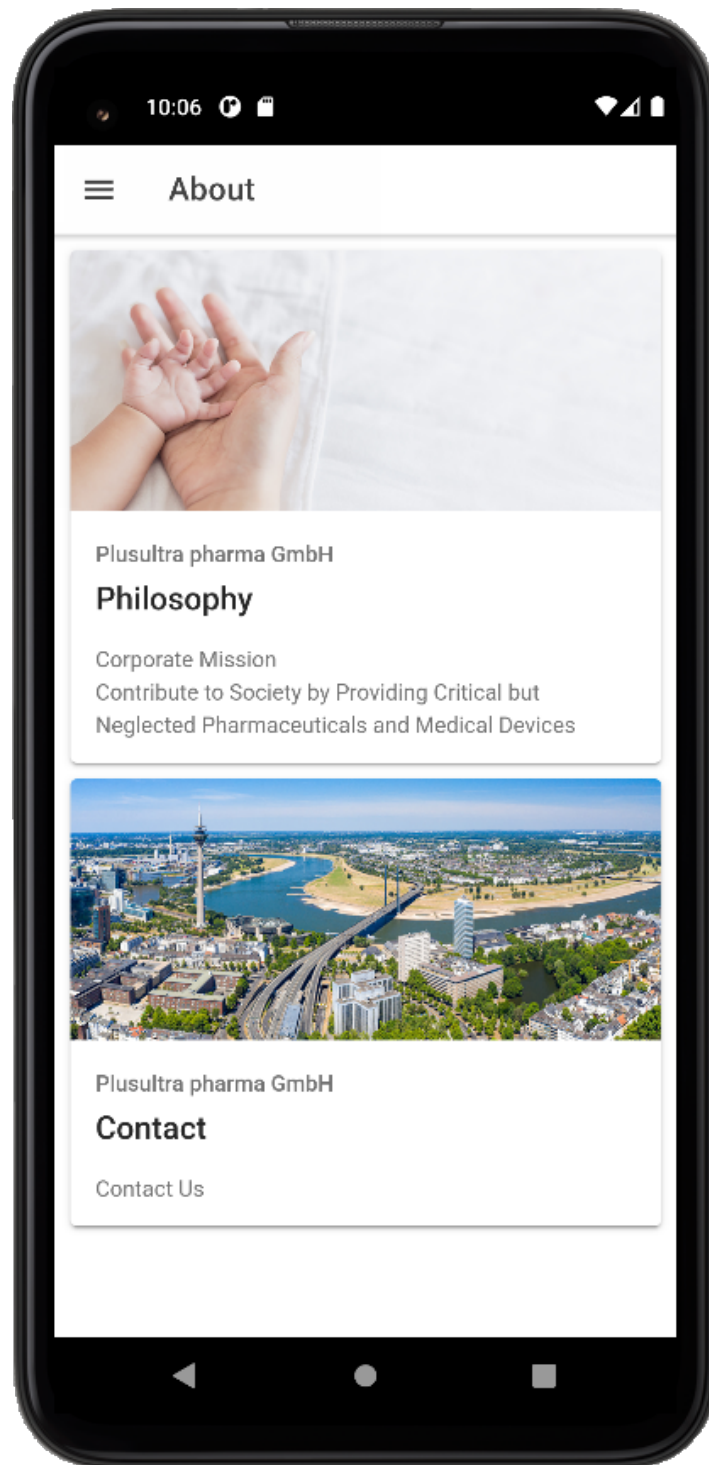 10:06
About
Plusultra pharma GmbH
Philosophy
Corporate Mission
Contribute to Society by Providing Critical but
Neglected Pharmaceuticals and Medical Devices
Plusultra pharma GmbH
Contact
Contact Us